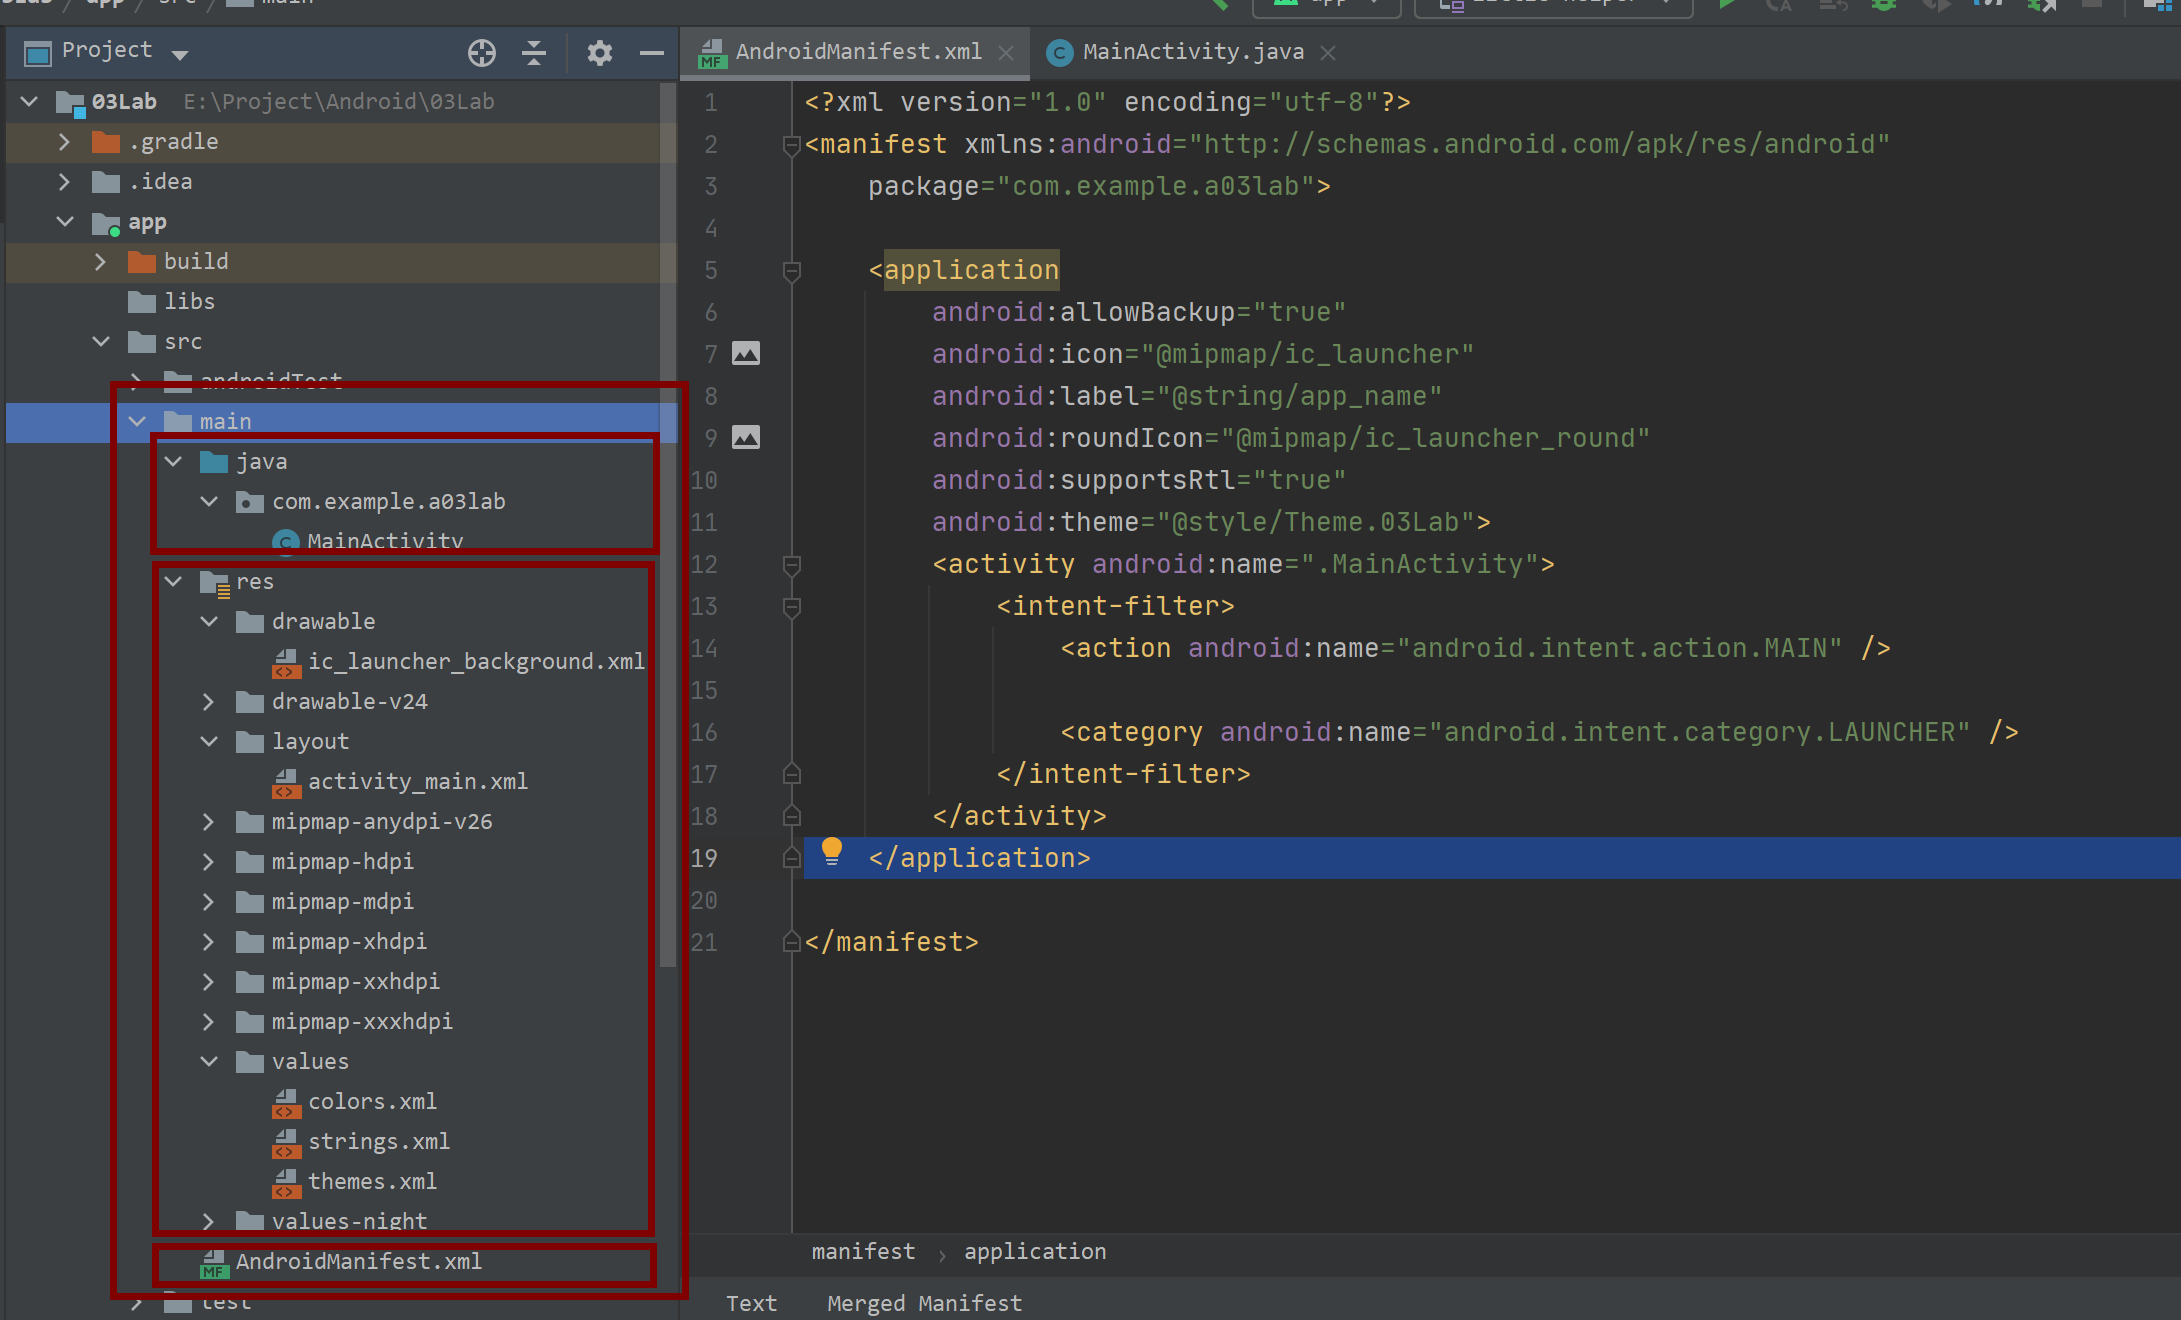 app / src / main
Project
03Lab E:\Project\Android\03Lab
.gradle
.idea
app
build
libs
src
androidTest
main
java
com.example.a03lab
MainActivity
res
drawable
ic_launcher_background.xml
drawable-v24
layout
activity_main.xml
mipmap-anydpi-v26
mipmap-hdpi
mipmap-mdpi
mipmap-xhdpi
mipmap-xxhdpi
mipmap-xxxhdpi
values
colors.xml
strings.xml
themes.xml
values-night
MF AndroidManifest.xml
test
app
MF AndroidManifest.xml
C MainActivity.java
1 <?xml version="1.0" encoding="utf-8"?>
2 <manifest xmlns:android="http://schemas.android.com/apk/res/android"
3 package="com.example.a03lab">
4
5 <application
6 android:allowBackup="true"
7 android:icon="@mipmap/ic_launcher"
8 android:label="@string/app_name"
9 android:roundIcon="@mipmap/ic_launcher_round"
10 android:supportsRtl="true"
11 android:theme="@style/Theme.03Lab">
12 <activity android:name=".MainActivity">
13 <intent-filter>
14 <action android:name="android.intent.action.MAIN" />
15
16 <category android:name="android.intent.category.LAUNCHER" />
17 </intent-filter>
18 </activity>
19 </application>
20
21 </manifest>
manifest › application
Text Merged Manifest